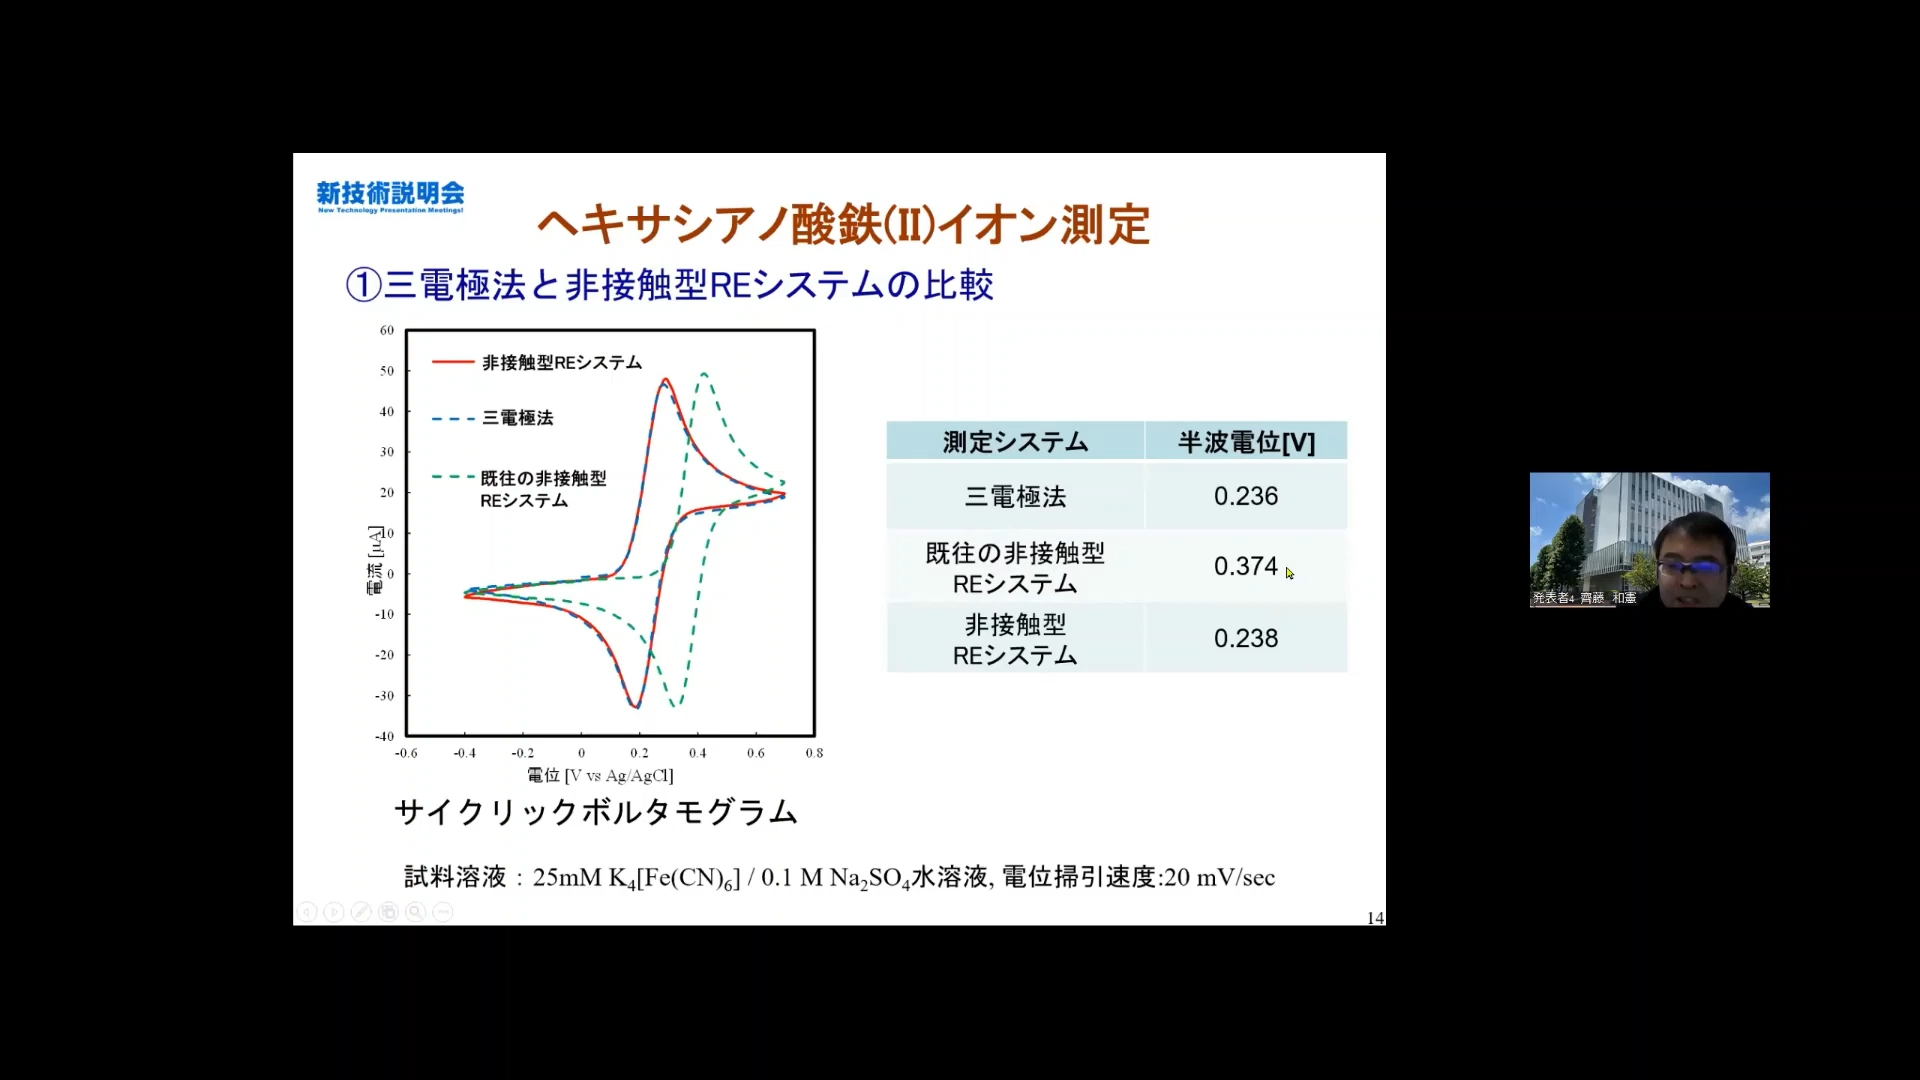 新技術説明会
New Technology Presentation Meetings!
ヘキサシアノ酸鉄(II)イオン測定
①三電極法と非接触型REシステムの比較
60
50
40
30
20
10
0
-10
-20
-30
-40
電流 [μA]
非接触型REシステム
三電極法
既往の非接触型
REシステム
-0.6 -0.4 -0.2 0 0.2 0.4 0.6 0.8
電位 [V vs Ag/AgCl]
サイクリックボルタモグラム
測定システム 半波電位[V]
三電極法 0.236
既往の非接触型
REシステム
0.374
非接触型
REシステム
0.238
試料溶液：25mM K₄[Fe(CN)₆] / 0.1 M Na₂SO₄水溶液, 電位掃引速度:20 mV/sec
14
発表者4 齊藤 和憲